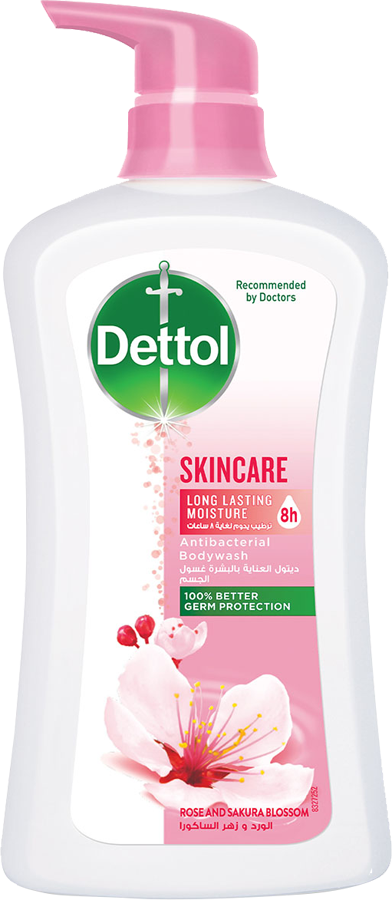 Recommended
by Doctors
Dettol
SKINCARE
LONG LASTING
MOISTURE
ترطيب يدوم لغاية ٨ ساعات
8h
Antibacterial
Bodywash
ديتول العناية بالبشرة غسول
الجسم
100% BETTER
GERM PROTECTION
ROSE AND SAKURA BLOSSOM
الورد و زهر الساكورا
8327252